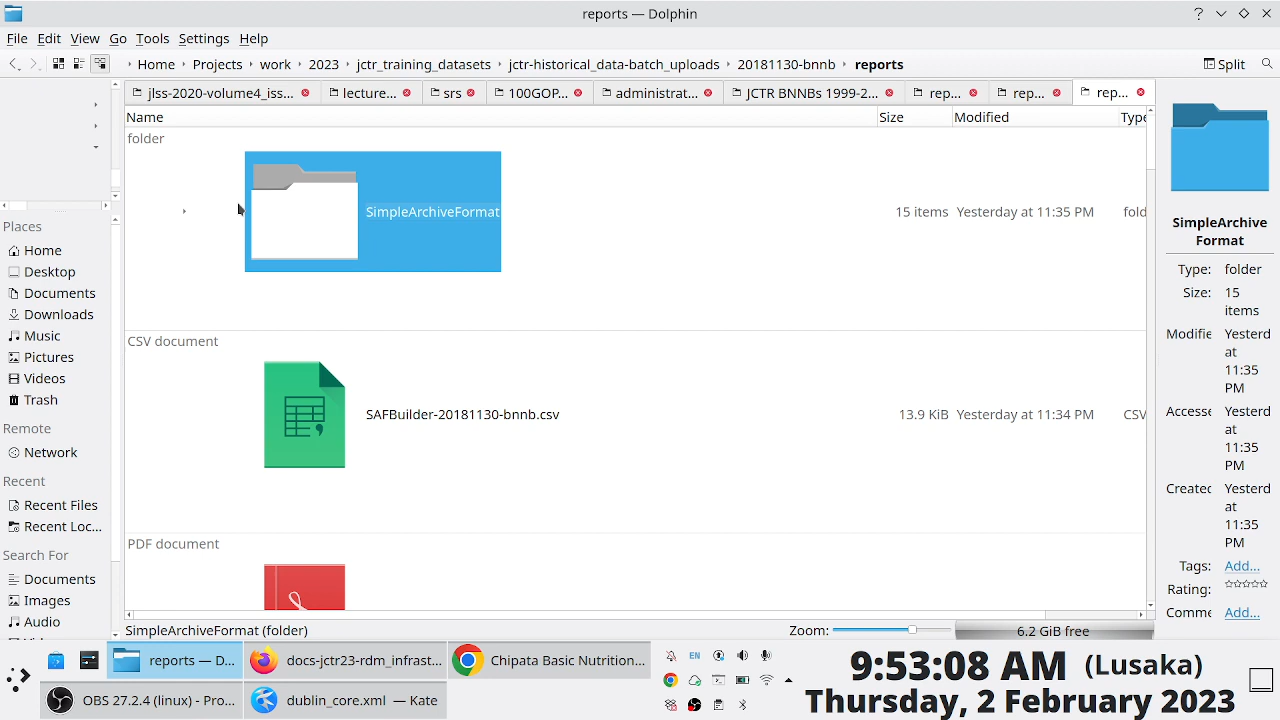 reports — Dolphin
File Edit View Go Tools Settings Help
Home Projects work 2023 jctr_training_datasets jctr-historical_data-batch_uploads 20181130-bnnb reports
Split
jlss-2020-volume4_iss... lecture... srcs 100GOP... administrat... JCTR BNNBs 1999-2... rep... rep... rep...
Name Size Modified Type
folder
SimpleArchiveFormat 15 items Yesterday at 11:35 PM fold
CSV document
SAFBuilder-20181130-bnnb.csv 13.9 KiB Yesterday at 11:34 PM CSV
PDF document
Places
Home
Desktop
Documents
Downloads
Music
Pictures
Videos
Trash
Remote
Network
Recent
Recent Files
Recent Loc...
Search For
Documents
Images
Audio
SimpleArchive
Format
Type: folder
Size: 15
items
Modifie Yesterd
at
11:35
PM
Accesse Yesterd
at
11:35
PM
Createc Yesterd
at
11:35
PM
Tags: Add...
Rating:
Comme Add...
SimpleArchiveFormat (folder)
Zoom:
6.2 GiB free
reports — D... docs-jctr23-rdm_infrast... Chipata Basic Nutrition...
OBS 27.2.4 (linux) - Pro... dublin_core.xml — Kate
EN
9:53:08 AM (Lusaka)
Thursday, 2 February 2023